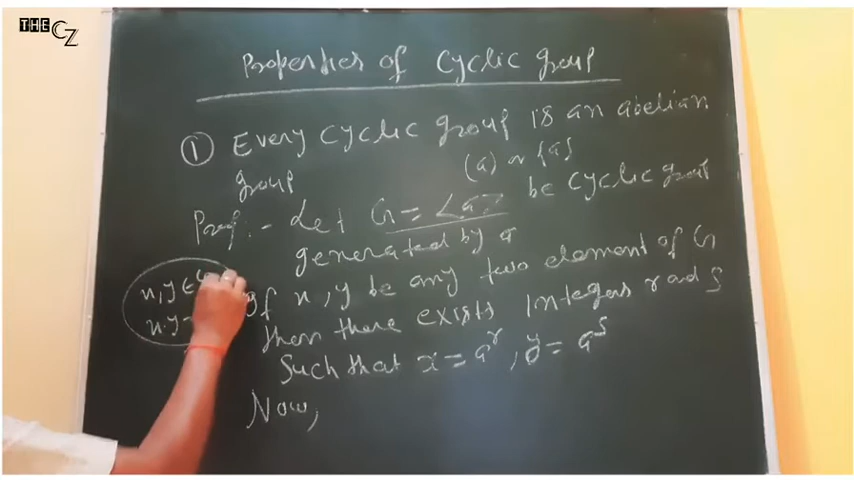 THE CZ
Properties of Cyclic group
① Every cyclic group is an abelian
group
(a) or {a}
Proof:- Let G = <a> be cyclic group
generated by a
If x, y be any two element of G
then there exists integers r and s
Such that x = a^r, y = a^s
Now,
x, y ∈ G
x.y =